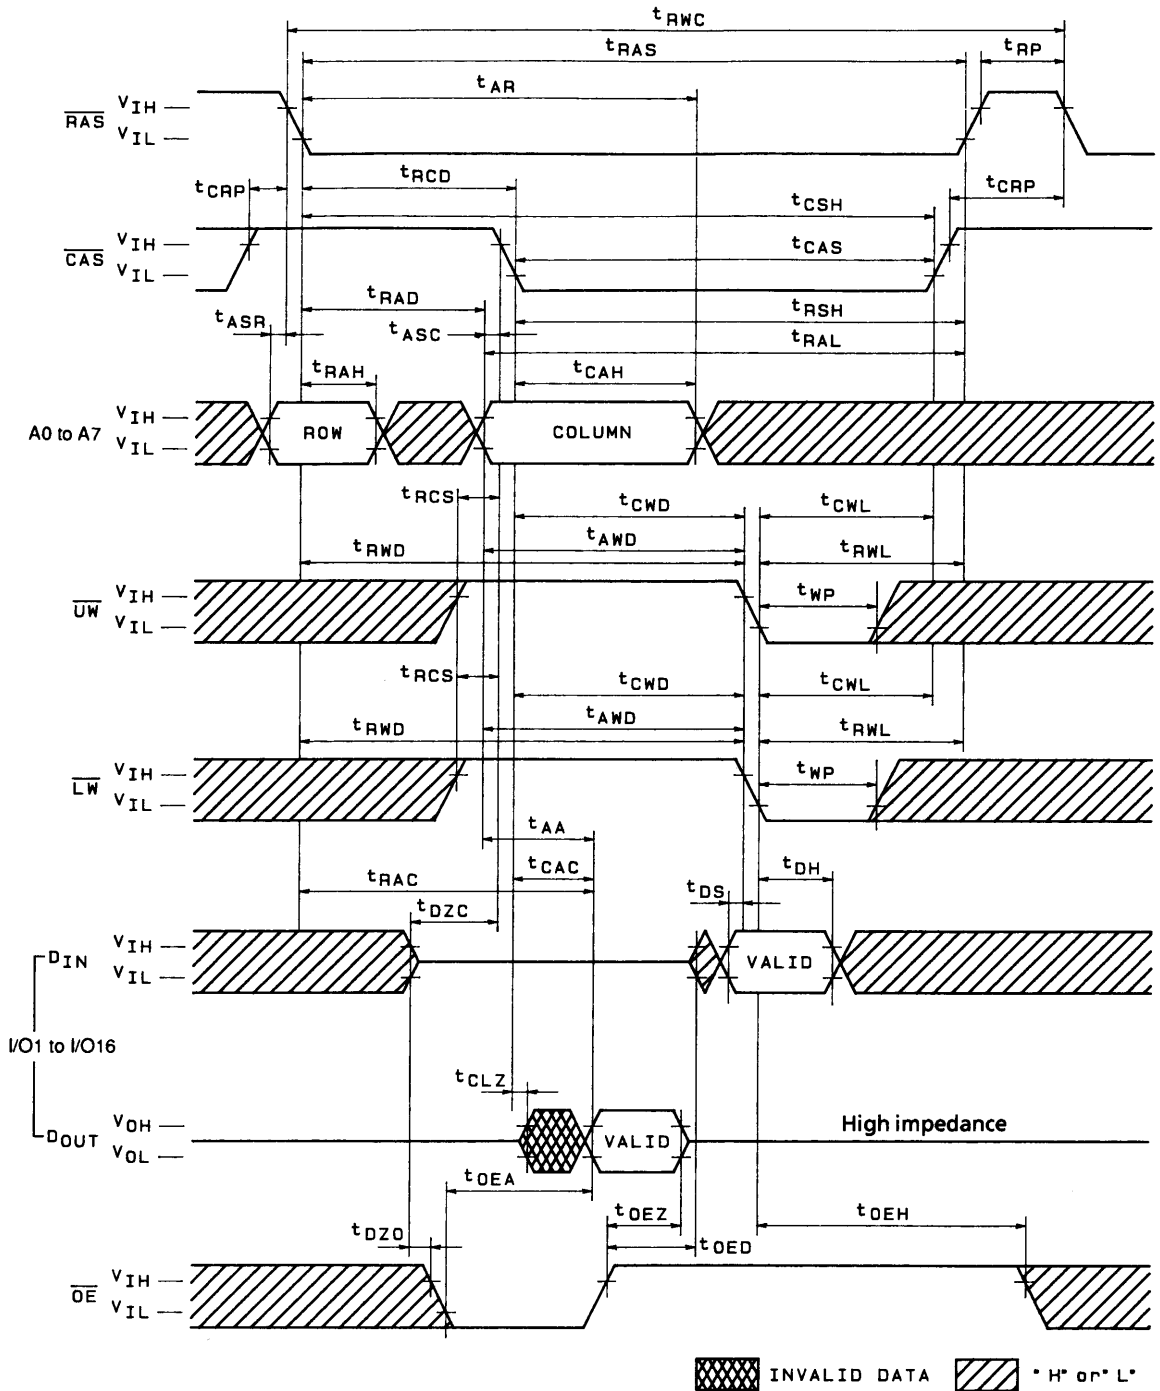 tRWC
tRAS
tRP
tAR
RAS
VIH
VIL
tCRP
tRCD
tCRP
tCSH
CAS
VIH
VIL
tCAS
tRAD
tRSH
tASR
tASC
tRAL
tRAH
tCAH
A0 to A7
VIH
VIL
ROW
COLUMN
tRCS
tCWD
tCWL
tAWD
tRWD
tRWL
UW
VIH
VIL
tWP
tRCS
tCWD
tCWL
tAWD
tRWD
tRWL
LW
VIH
VIL
tWP
tAA
tCAC
tDH
tRAC
tDS
tDZC
DIN
VIH
VIL
VALID
I/O1 to I/O16
tCLZ
DOUT
VOH
VOL
VALID
High impedance
tOEA
tOEZ
tOEH
tDZO
tOED
OE
VIH
VIL
INVALID DATA
"H" or "L"